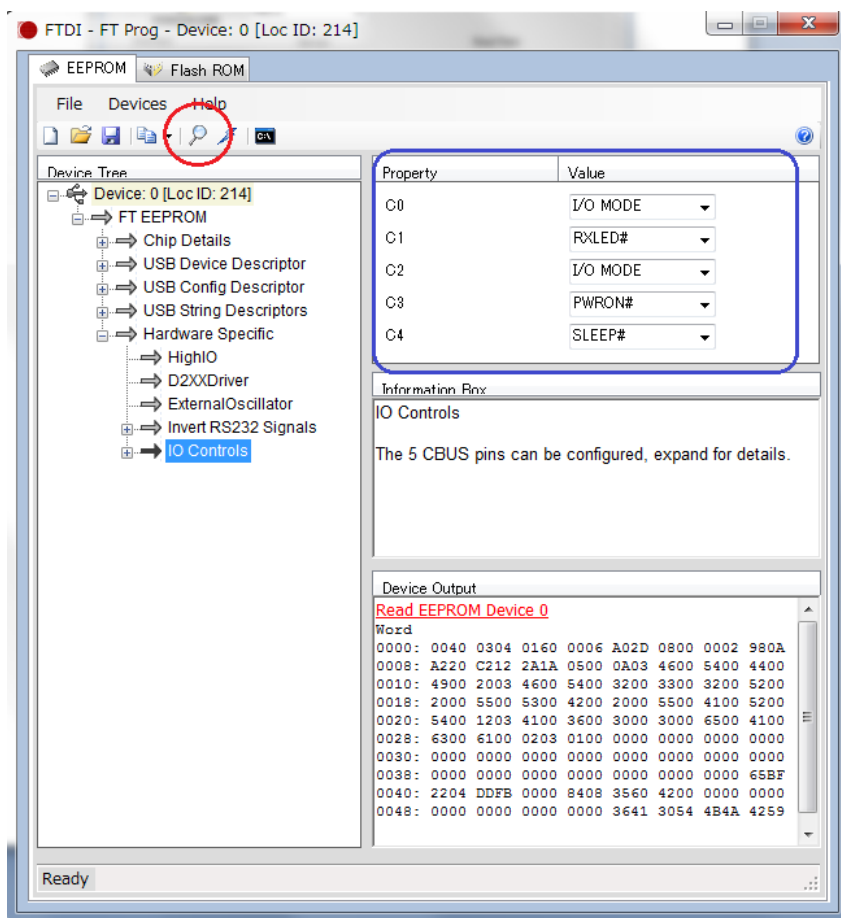 FTDI - FT Prog - Device: 0 [Loc ID: 214]
EEPROM Flash ROM
File Devices Help
C:\
Device Tree
Device: 0 [Loc ID: 214]
FT EEPROM
Chip Details
USB Device Descriptor
USB Config Descriptor
USB String Descriptors
Hardware Specific
HighIO
D2XXDriver
ExternalOscillator
Invert RS232 Signals
IO Controls
Property Value
C0 I/O MODE
C1 RXLED#
C2 I/O MODE
C3 PWRON#
C4 SLEEP#
Information Box
IO Controls
The 5 CBUS pins can be configured, expand for details.
Device Output
Read EEPROM Device 0
Word
0000: 0040 0304 0160 0006 A02D 0800 0002 980A
0008: A220 C212 2A1A 0500 0A03 4600 5400 4400
0010: 4900 2003 4600 5400 3200 3300 3200 5200
0018: 2000 5500 5300 4200 2000 5500 4100 5200
0020: 5400 1203 4100 3600 3000 3000 6500 4100
0028: 6300 6100 0203 0100 0000 0000 0000 0000
0030: 0000 0000 0000 0000 0000 0000 0000 0000
0038: 0000 0000 0000 0000 0000 0000 0000 65BF
0040: 2204 DDFB 0000 8408 3560 4200 0000 0000
0048: 0000 0000 0000 0000 3641 3054 4B4A 4259
Ready